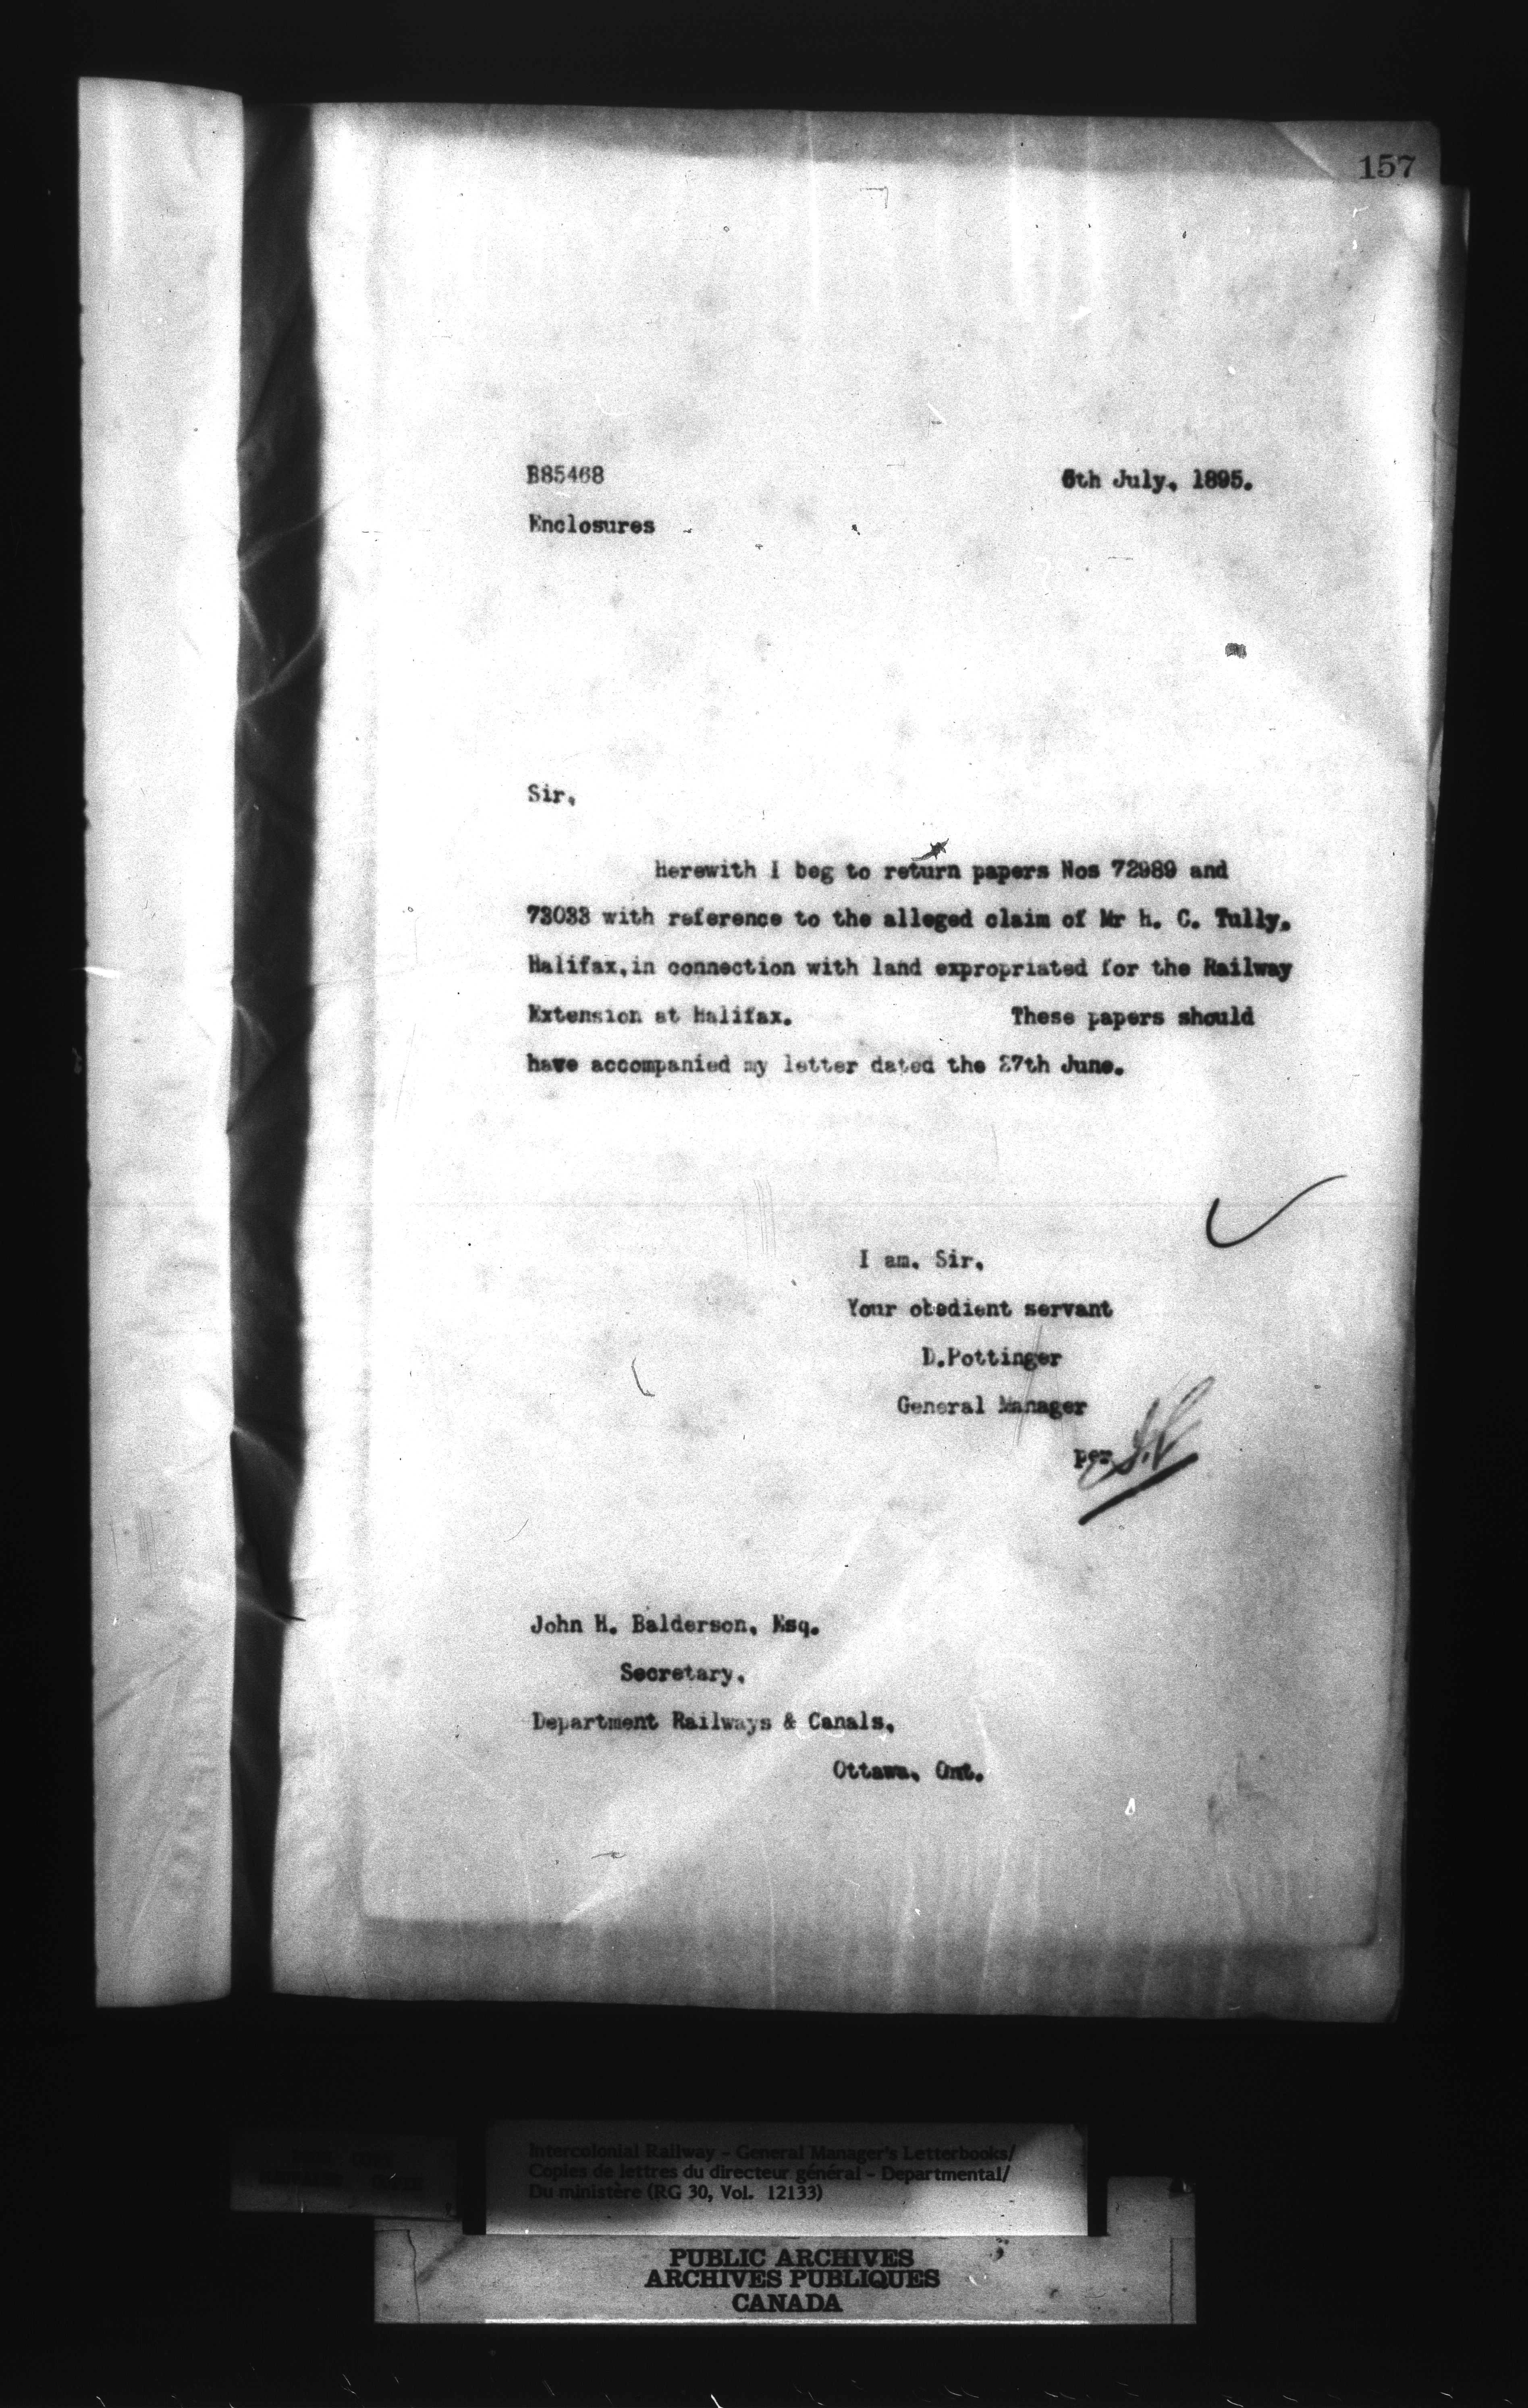 157
B85468
6th July, 1895.
Enclosures
Sir,
Herewith I beg to return papers Nos 72989 and
73033 with reference to the alleged claim of Mr H. C. Tully,
Halifax, in connection with land expropriated for the Railway
Extension at Halifax. These papers should
have accompanied my letter dated the 27th June.
I am, Sir,
Your obedient servant
D.Pottinger
General Manager
per
John H. Balderson, Esq.
Secretary,
Department Railways & Canals,
Ottawa, Ont.
Intercolonial Railway - General Manager's Letterbooks/
Copies de lettres du directeur général - Departmental/
Du ministère (RG 30, Vol. 12133)
PUBLIC ARCHIVES
ARCHIVES PUBLIQUES
CANADA